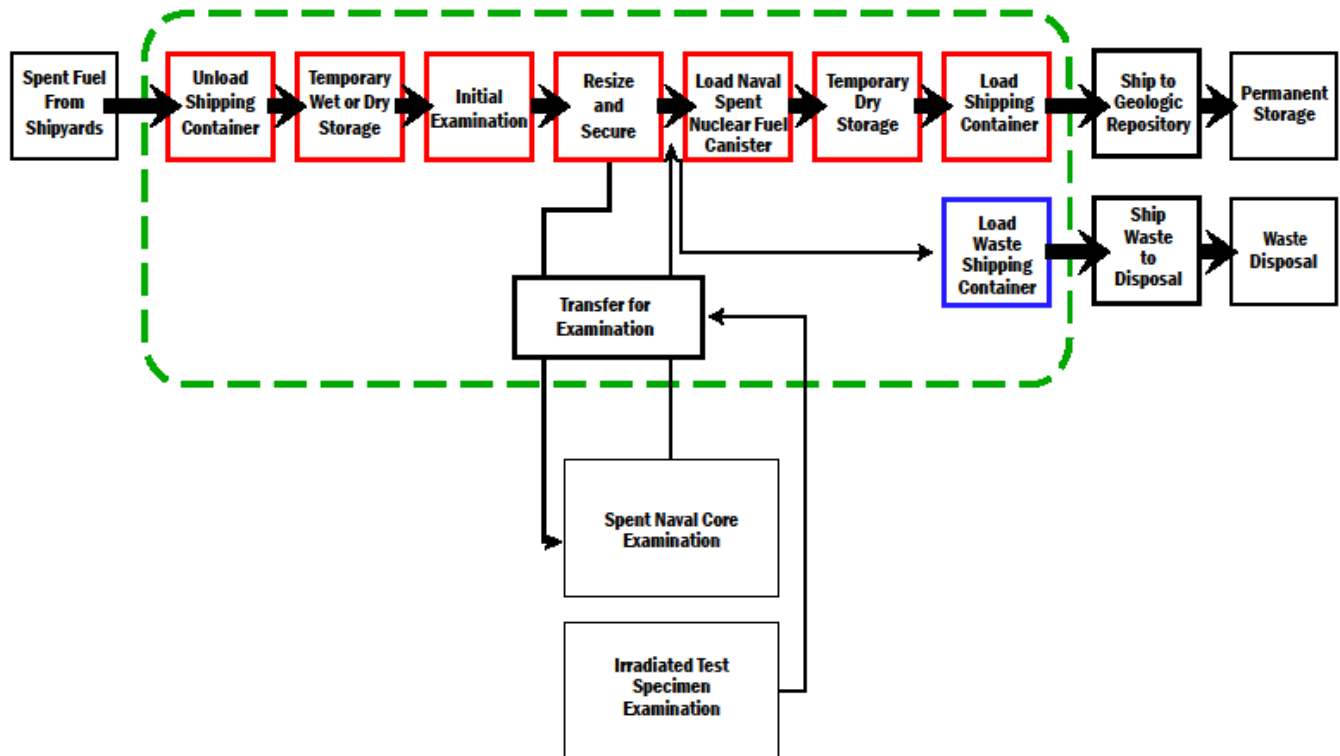 Spent Fuel
From
Shipyards
Unload
Shipping
Container
Temporary
Wet or Dry
Storage
Initial
Examination
Resize
and
Secure
Load Naval
Spent
Nuclear Fuel
Canister
Temporary
Dry
Storage
Load
Shipping
Container
Ship to
Geologic
Repository
Permanent
Storage
Load
Waste
Shipping
Container
Ship
Waste
to
Disposal
Waste
Disposal
Transfer for
Examination
Spent Naval Core
Examination
Irradiated Test
Specimen
Examination